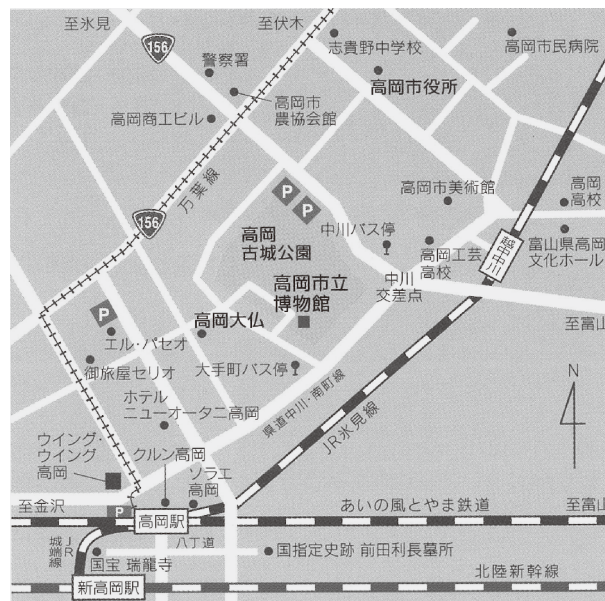 至氷見
至伏木
156
警察署
志貴野中学校
高岡市民病院
高岡市役所
高岡市
農協会館
高岡商工ビル
万葉線
156
P
P
高岡市美術館
高岡
高校
高岡
古城公園
中川バス停
高岡工芸
高校
越中中川
富山県高岡
文化ホール
高岡市立
博物館
中川
交差点
P
高岡大仏
至富山
エル・パセオ
御旅屋セリオ
大手町バス停
県道中川・南町線
N
ホテル
ニューオータニ高岡
JR氷見線
ウイング・
ウイング
高岡
クルン高岡
ソラエ
高岡
至金沢
あいの風とやま鉄道
至富山
P
高岡駅
JR
城端線
八丁道
国宝 瑞龍寺
国指定史跡 前田利長墓所
新高岡駅
北陸新幹線